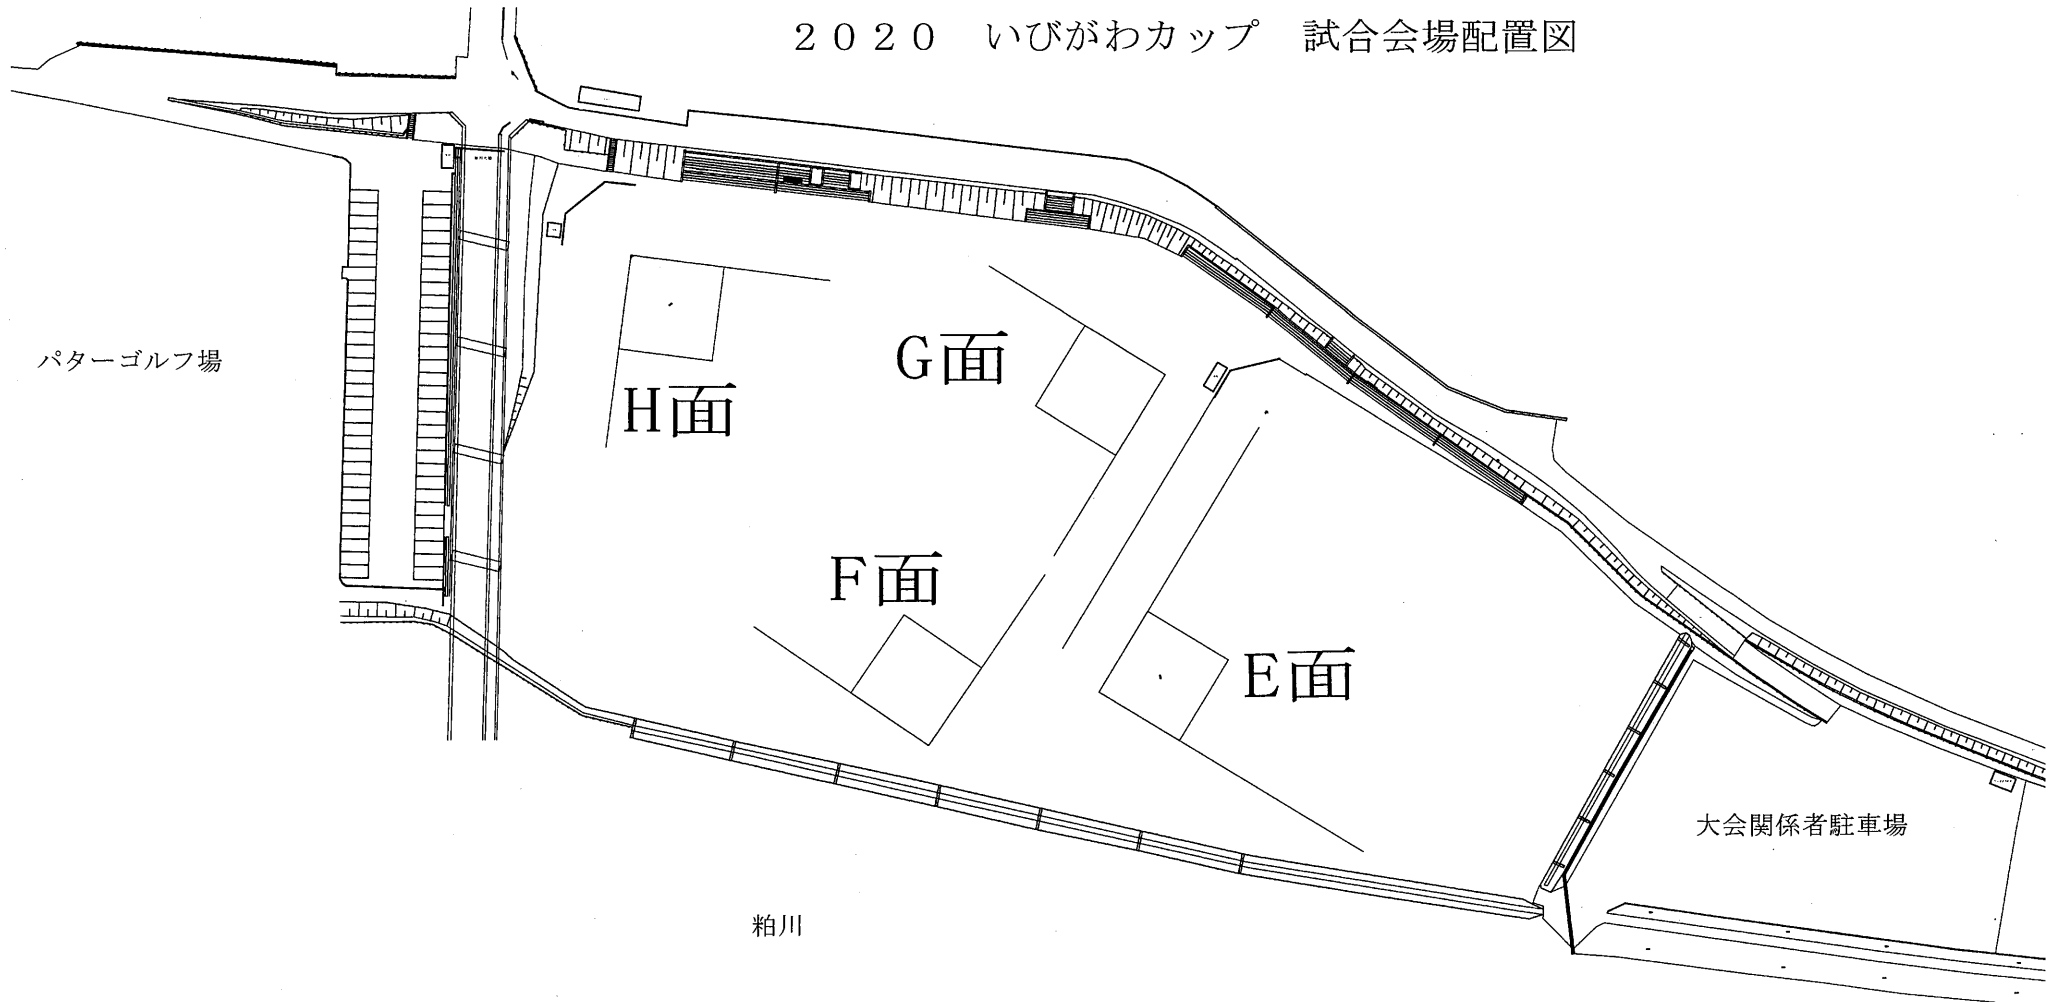 ２０２０　いびがわカップ　試合会場配置図
パターゴルフ場
G面
H面
F面
E面
大会関係者駐車場
粕川